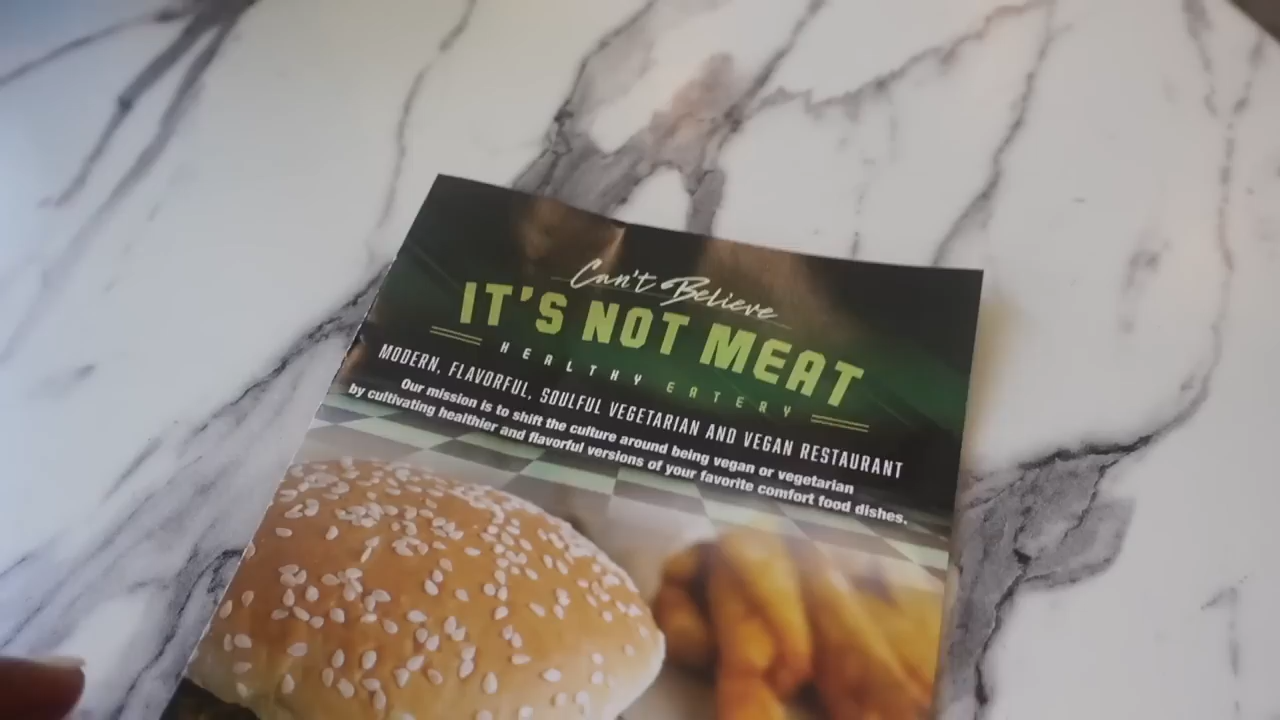 Can't Believe
IT'S NOT MEAT
HEALTHY EATERY
MODERN, FLAVORFUL, SOULFUL VEGETARIAN AND VEGAN RESTAURANT
Our mission is to shift the culture around being vegan or vegetarian
by cultivating healthier and flavorful versions of your favorite comfort food dishes.